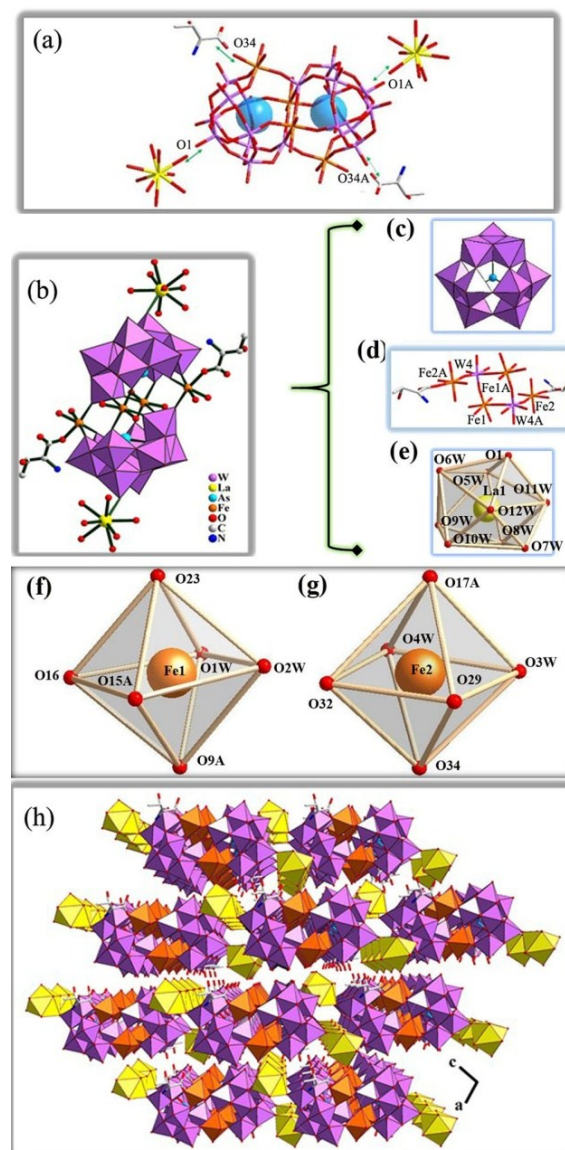 (a)
O34
O1A
O1
O34A
(b)
W
La
As
Fe
O
C
N
(c)
(d)
Fe2A
W4
Fe1A
Fe2
Fe1
W4A
(e)
O1
O6W
O5W
La1
O11W
O12W
O9W
O8W
O10W
O7W
(f)
O23
Fe1
O16
O1W
O2W
O15A
O9A
(g)
O17A
O4W
Fe2
O3W
O32
O29
O34
(h)
c
a